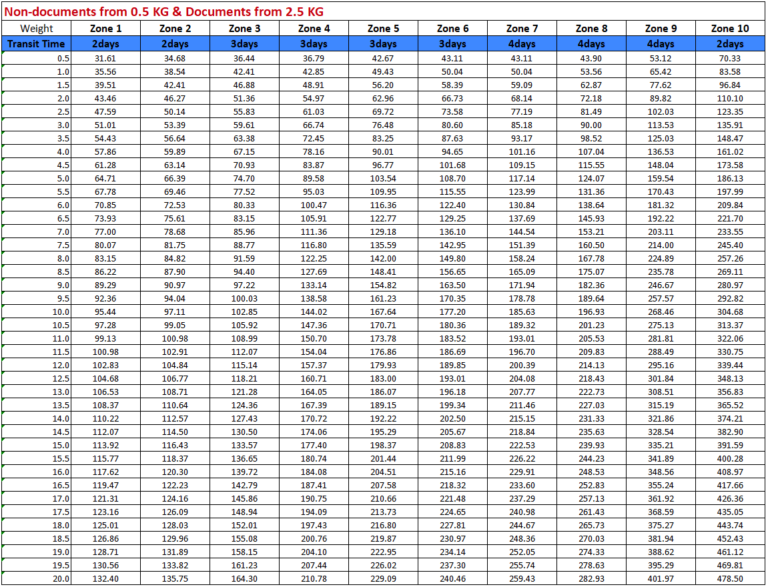 Non-documents from 0.5 KG & Documents from 2.5 KG
Weight Zone 1 Zone 2 Zone 3 Zone 4 Zone 5 Zone 6 Zone 7 Zone 8 Zone 9 Zone 10
Transit Time 2days 2days 3days 3days 3days 3days 4days 4days 4days 2days
0.5 31.61 34.68 36.44 36.79 42.67 43.11 43.11 43.90 53.12 70.33
1.0 35.56 38.54 42.41 42.85 49.43 50.04 50.04 53.56 65.42 83.58
1.5 39.51 42.41 46.88 48.91 56.20 58.39 59.09 62.87 77.62 96.84
2.0 43.46 46.27 51.36 54.97 62.96 66.73 68.14 72.18 89.82 110.10
2.5 47.59 50.14 55.83 61.03 69.72 73.58 77.19 81.49 102.03 123.35
3.0 51.01 53.39 59.61 66.74 76.48 80.60 85.18 90.00 113.53 135.91
3.5 54.43 56.64 63.38 72.45 83.25 87.63 93.17 98.52 125.03 148.47
4.0 57.86 59.89 67.15 78.16 90.01 94.65 101.16 107.04 136.53 161.02
4.5 61.28 63.14 70.93 83.87 96.77 101.68 109.15 115.55 148.04 173.58
5.0 64.71 66.39 74.70 89.58 103.54 108.70 117.14 124.07 159.54 186.13
5.5 67.78 69.46 77.52 95.03 109.95 115.55 123.99 131.36 170.43 197.99
6.0 70.85 72.53 80.33 100.47 116.36 122.40 130.84 138.64 181.32 209.84
6.5 73.93 75.61 83.15 105.91 122.77 129.25 137.69 145.93 192.22 221.70
7.0 77.00 78.68 85.96 111.36 129.18 136.10 144.54 153.21 203.11 233.55
7.5 80.07 81.75 88.77 116.80 135.59 142.95 151.39 160.50 214.00 245.40
8.0 83.15 84.82 91.59 122.25 142.00 149.80 158.24 167.78 224.89 257.26
8.5 86.22 87.90 94.40 127.69 148.41 156.65 165.09 175.07 235.78 269.11
9.0 89.29 90.97 97.22 133.14 154.82 163.50 171.94 182.36 246.67 280.97
9.5 92.36 94.04 100.03 138.58 161.23 170.35 178.78 189.64 257.57 292.82
10.0 95.44 97.11 102.85 144.02 167.64 177.20 185.63 196.93 268.46 304.68
10.5 97.28 99.05 105.92 147.36 170.71 180.36 189.32 201.23 275.13 313.37
11.0 99.13 100.98 108.99 150.70 173.78 183.52 193.01 205.53 281.81 322.06
11.5 100.98 102.91 112.07 154.04 176.86 186.69 196.70 209.83 288.49 330.75
12.0 102.83 104.84 115.14 157.37 179.93 189.85 200.39 214.13 295.16 339.44
12.5 104.68 106.77 118.21 160.71 183.00 193.01 204.08 218.43 301.84 348.13
13.0 106.53 108.71 121.28 164.05 186.07 196.18 207.77 222.73 308.51 356.83
13.5 108.37 110.64 124.36 167.39 189.15 199.34 211.46 227.03 315.19 365.52
14.0 110.22 112.57 127.43 170.72 192.22 202.50 215.15 231.33 321.86 374.21
14.5 112.07 114.50 130.50 174.06 195.29 205.67 218.84 235.63 328.54 382.90
15.0 113.92 116.43 133.57 177.40 198.37 208.83 222.53 239.93 335.21 391.59
15.5 115.77 118.37 136.65 180.74 201.44 211.99 226.22 244.23 341.89 400.28
16.0 117.62 120.30 139.72 184.08 204.51 215.16 229.91 248.53 348.56 408.97
16.5 119.47 122.23 142.79 187.41 207.58 218.32 233.60 252.83 355.24 417.66
17.0 121.31 124.16 145.86 190.75 210.66 221.48 237.29 257.13 361.92 426.36
17.5 123.16 126.09 148.94 194.09 213.73 224.65 240.98 261.43 368.59 435.05
18.0 125.01 128.03 152.01 197.43 216.80 227.81 244.67 265.73 375.27 443.74
18.5 126.86 129.96 155.08 200.76 219.87 230.97 248.36 270.03 381.94 452.43
19.0 128.71 131.89 158.15 204.10 222.95 234.14 252.05 274.33 388.62 461.12
19.5 130.56 133.82 161.23 207.44 226.02 237.30 255.74 278.63 395.29 469.81
20.0 132.40 135.75 164.30 210.78 229.09 240.46 259.43 282.93 401.97 478.50